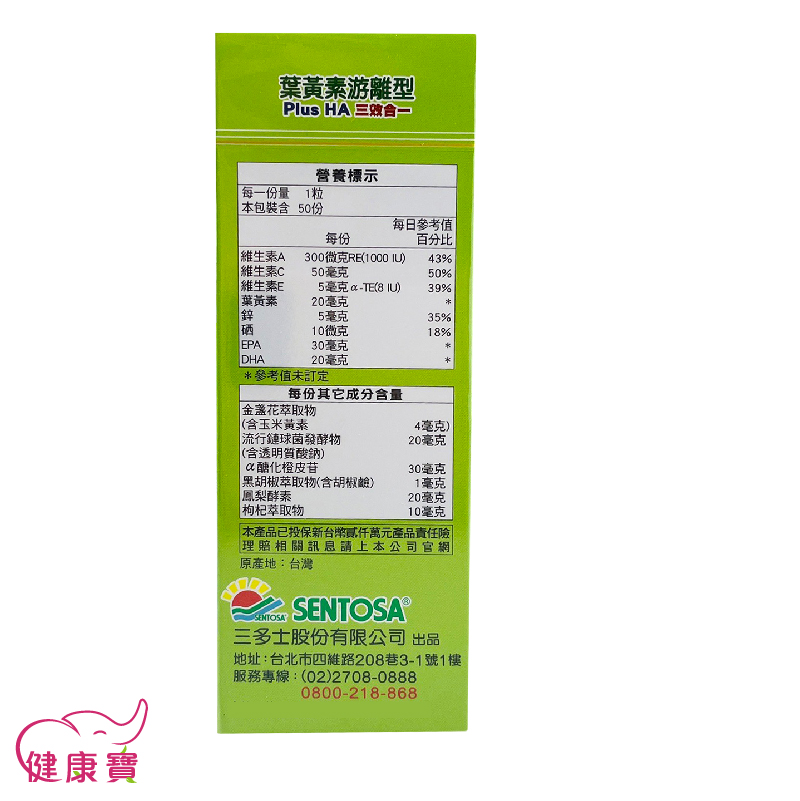 葉黃素游離型
Plus HA 三效合一
營養標示
每一份量 1粒
本包裝含 50份
每日參考值
每份 百分比
維生素A 300微克RE(1000 IU) 43%
維生素C 50毫克 50%
維生素E 5毫克α-TE(8 IU) 39%
葉黃素 20毫克 *
鋅 5毫克 35%
硒 10微克 18%
EPA 30毫克 *
DHA 20毫克 *
*參考值未訂定
每份其它成分含量
金盞花萃取物
(含玉米黃素 4毫克)
流行鏈球菌發酵物 20毫克
(含透明質酸鈉)
α醣化橙皮苷 30毫克
黑胡椒萃取物(含胡椒鹼) 1毫克
鳳梨酵素 20毫克
枸杞萃取物 10毫克
本產品已投保新台幣貳仟萬元產品責任險
理賠相關訊息請上本公司官網
原產地：台灣
SENTOSA SENTOSA®
三多士股份有限公司 出品
地址：台北市四維路208巷3-1號1樓
服務專線：(02)2708-0888
0800-218-868
健康寶